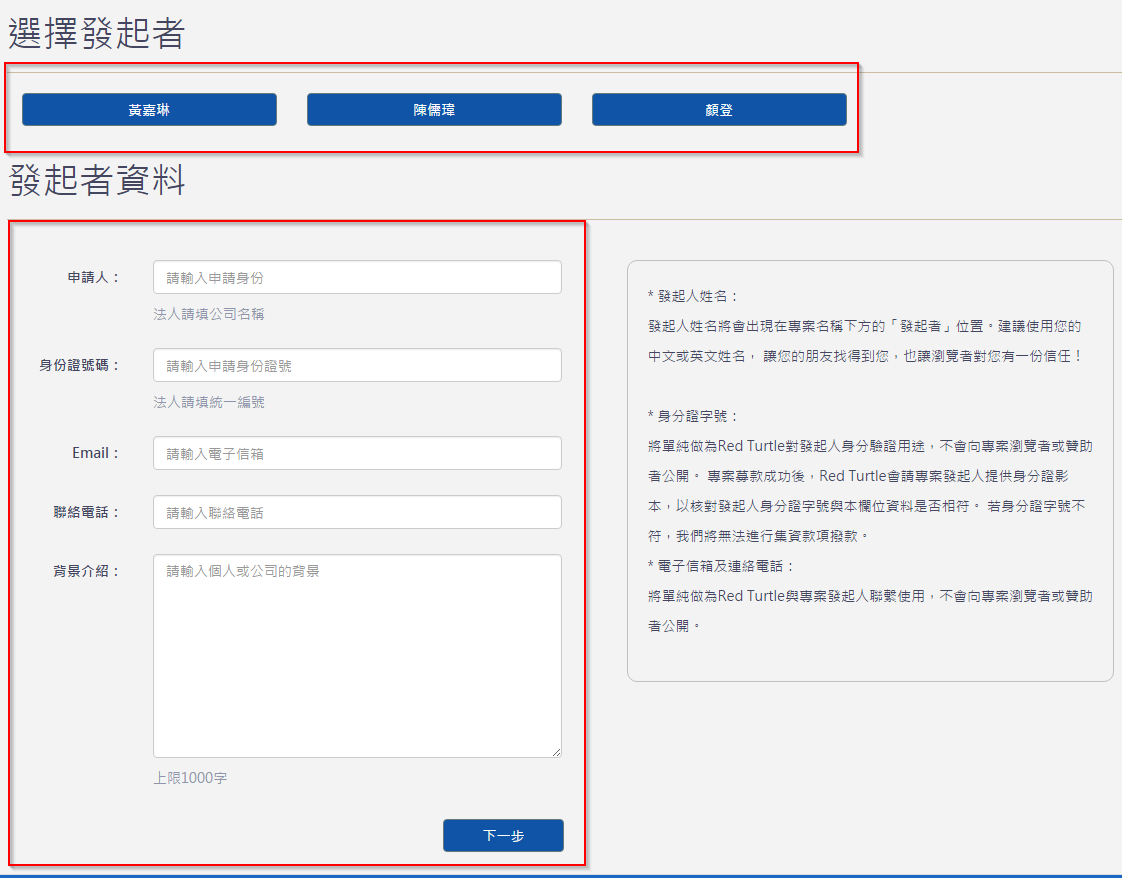 選擇發起者
黃嘉琳
陳儒瑋
顏登
發起者資料
申請人：
請輸入申請身份
法人請填公司名稱
身份證號碼：
請輸入申請身份證號
法人請填統一編號
Email：
請輸入電子信箱
聯絡電話：
請輸入聯絡電話
背景介紹：
請輸入個人或公司的背景
上限1000字
下一步
* 發起人姓名：
發起人姓名將會出現在專案名稱下方的「發起者」位置。建議使用您的
中文或英文姓名， 讓您的朋友找得到您，也讓瀏覽者對您有一份信任！
* 身分證字號：
將單純做為Red Turtle對發起人身分驗證用途，不會向專案瀏覽者或贊助
者公開。 專案募款成功後，Red Turtle會請專案發起人提供身分證影
本，以核對發起人身分證字號與本欄位資料是否相符。 若身分證字號不
符，我們將無法進行集資款項撥款。
* 電子信箱及連絡電話：
將單純做為Red Turtle與專案發起人聯繫使用，不會向專案瀏覽者或贊助
者公開。